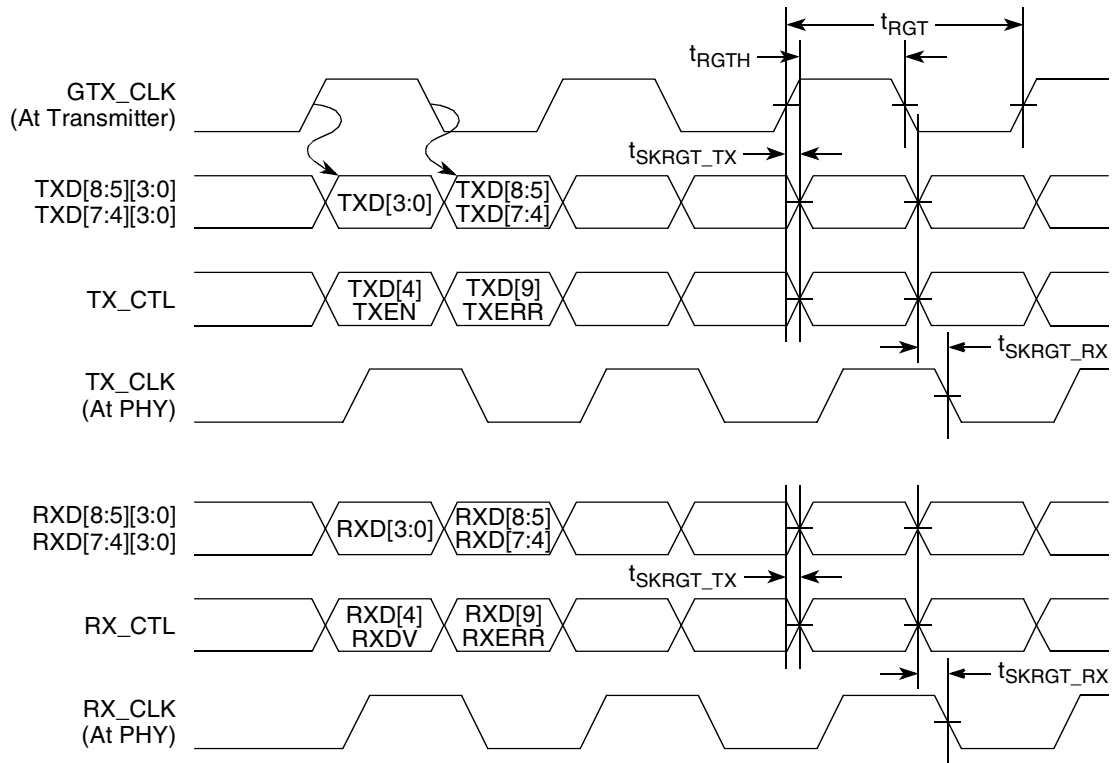 tRGT
tRGTH
GTX_CLK
(At Transmitter)
tSKRGT_TX
TXD[8:5][3:0]
TXD[7:4][3:0]
TXD[3:0]
TXD[8:5]
TXD[7:4]
TX_CTL
TXD[4]
TXEN
TXD[9]
TXERR
tSKRGT_RX
TX_CLK
(At PHY)
RXD[8:5][3:0]
RXD[7:4][3:0]
RXD[3:0]
RXD[8:5]
RXD[7:4]
tSKRGT_TX
RX_CTL
RXD[4]
RXDV
RXD[9]
RXERR
tSKRGT_RX
RX_CLK
(At PHY)